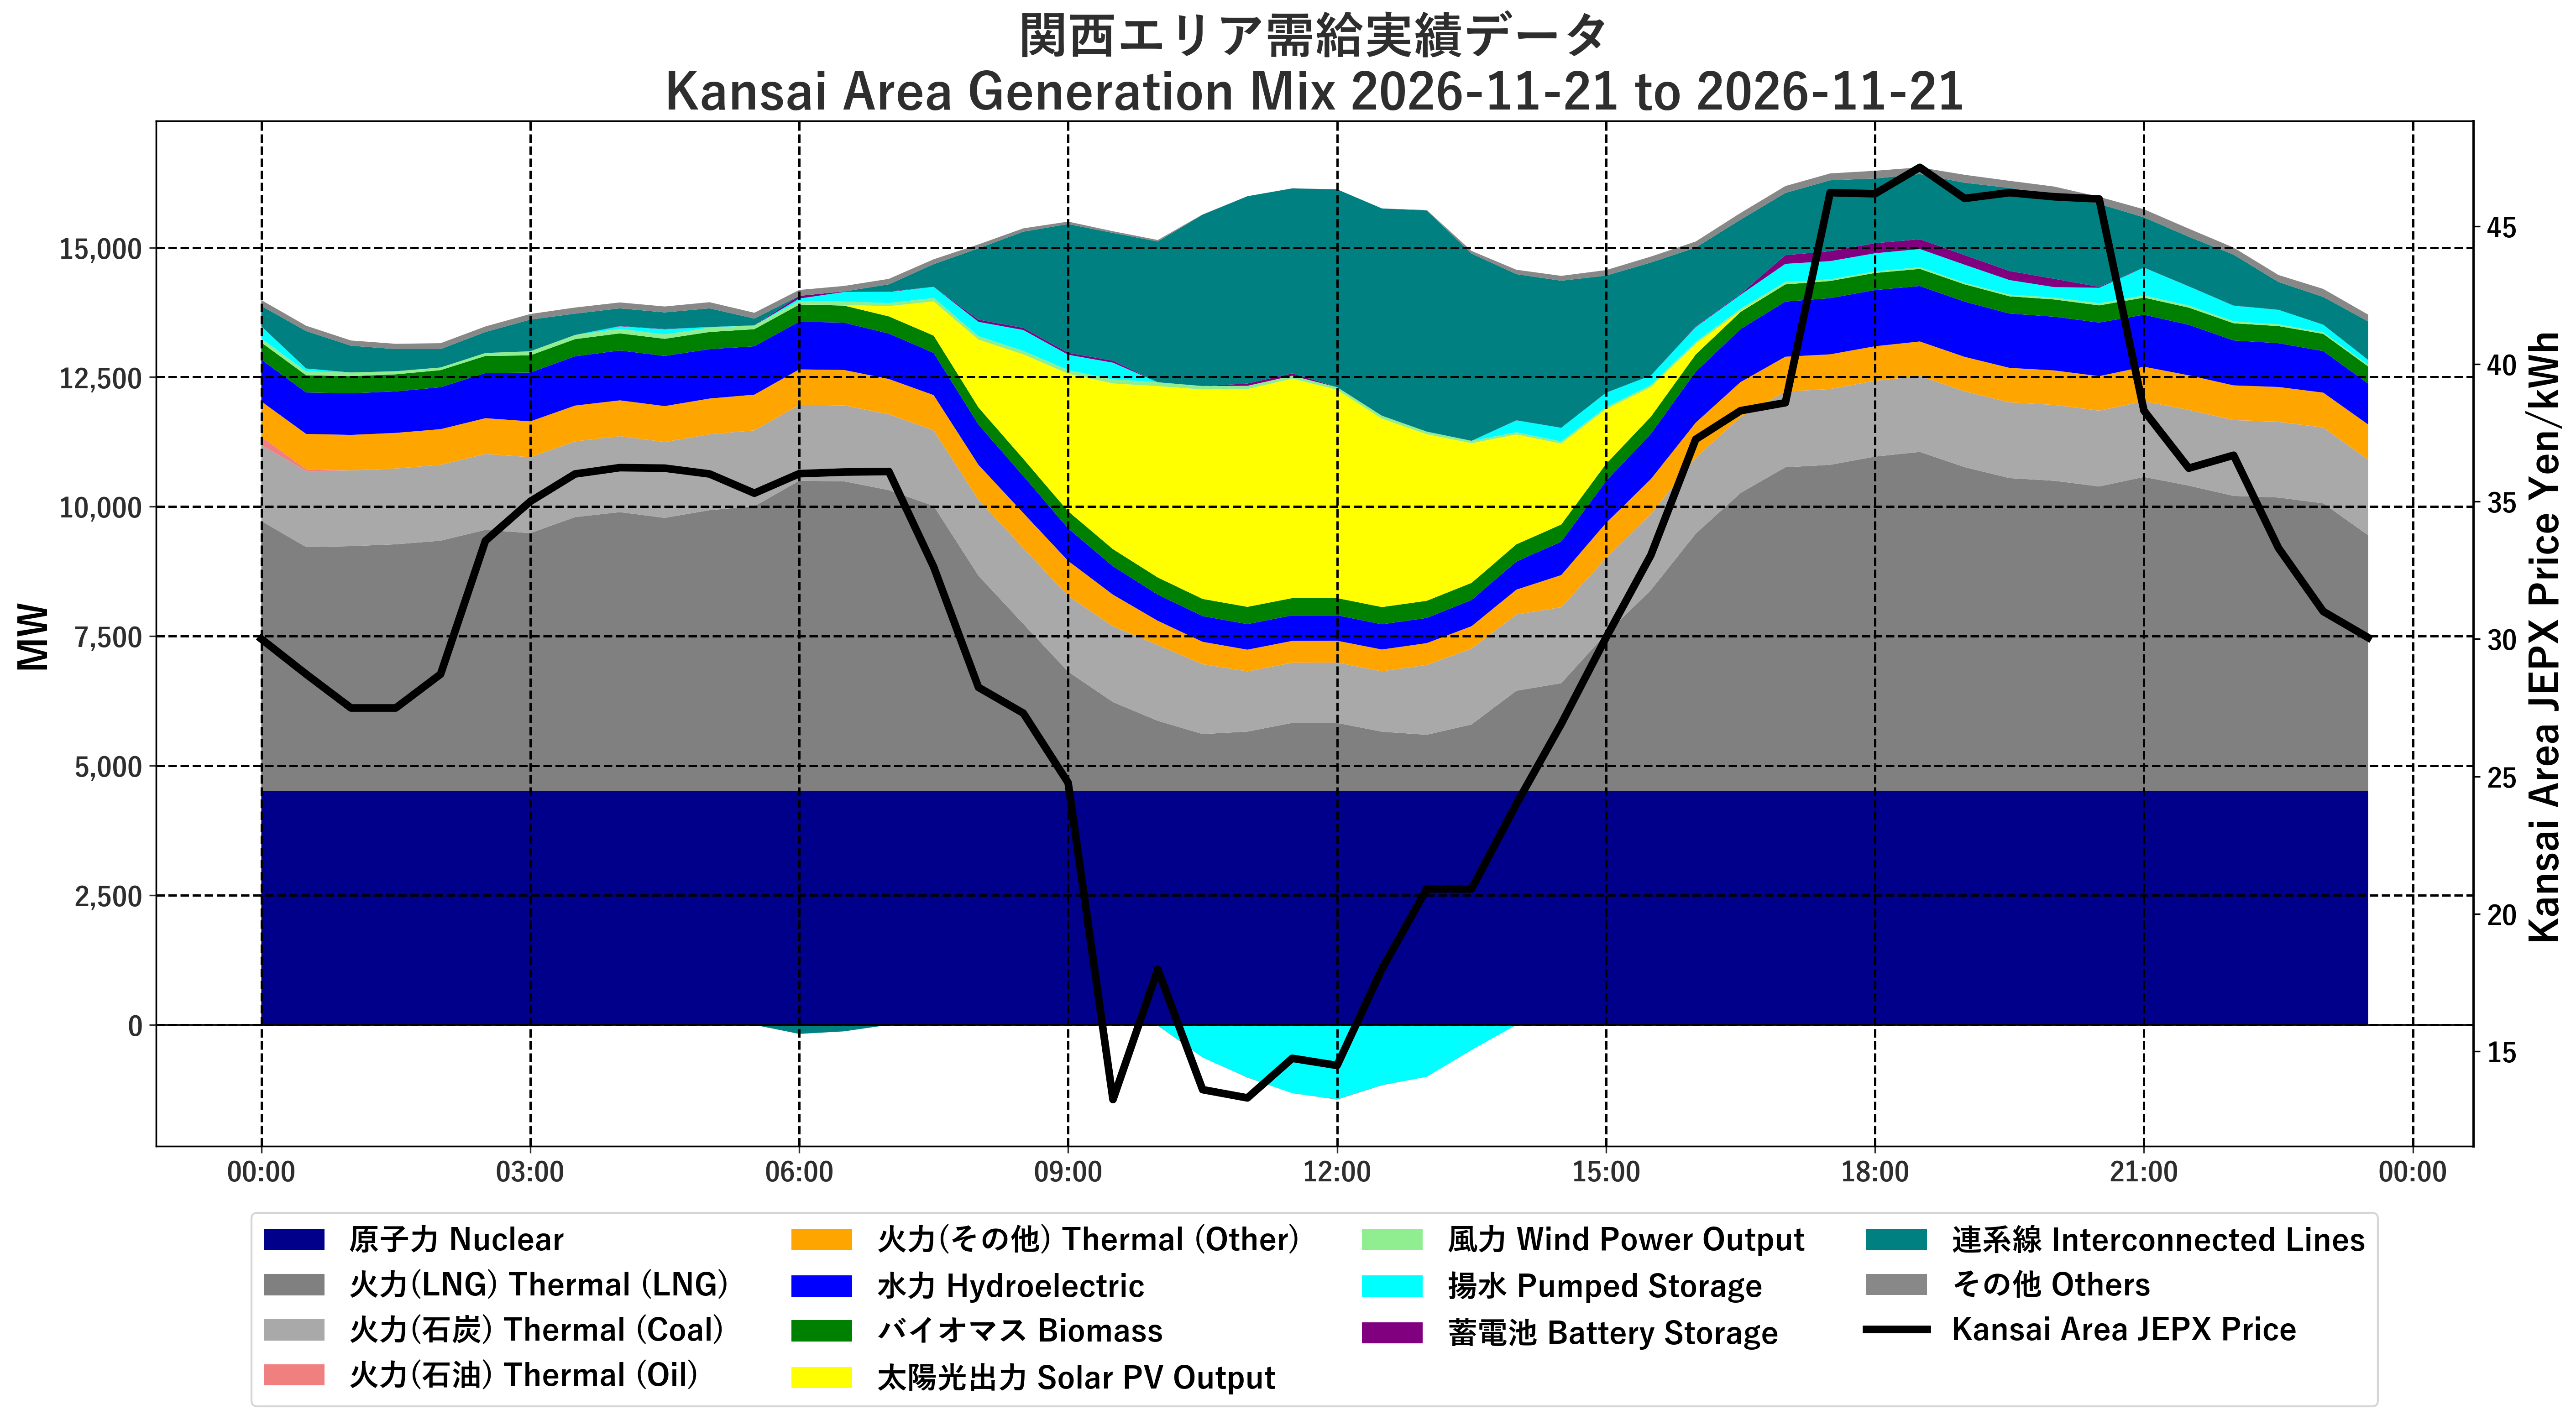 関西エリア需給実績データ
Kansai Area Generation Mix 2026-11-21 to 2026-11-21
MW
15,000
12,500
10,000
7,500
5,000
2,500
0
45
40
35
30
25
20
15
Kansai Area JEPX Price Yen/kWh
00:00 03:00 06:00 09:00 12:00 15:00 18:00 21:00 00:00
原子力 Nuclear
火力(LNG) Thermal (LNG)
火力(石炭) Thermal (Coal)
火力(石油) Thermal (Oil)
火力(その他) Thermal (Other)
水力 Hydroelectric
バイオマス Biomass
太陽光出力 Solar PV Output
風力 Wind Power Output
揚水 Pumped Storage
蓄電池 Battery Storage
連系線 Interconnected Lines
その他 Others
Kansai Area JEPX Price